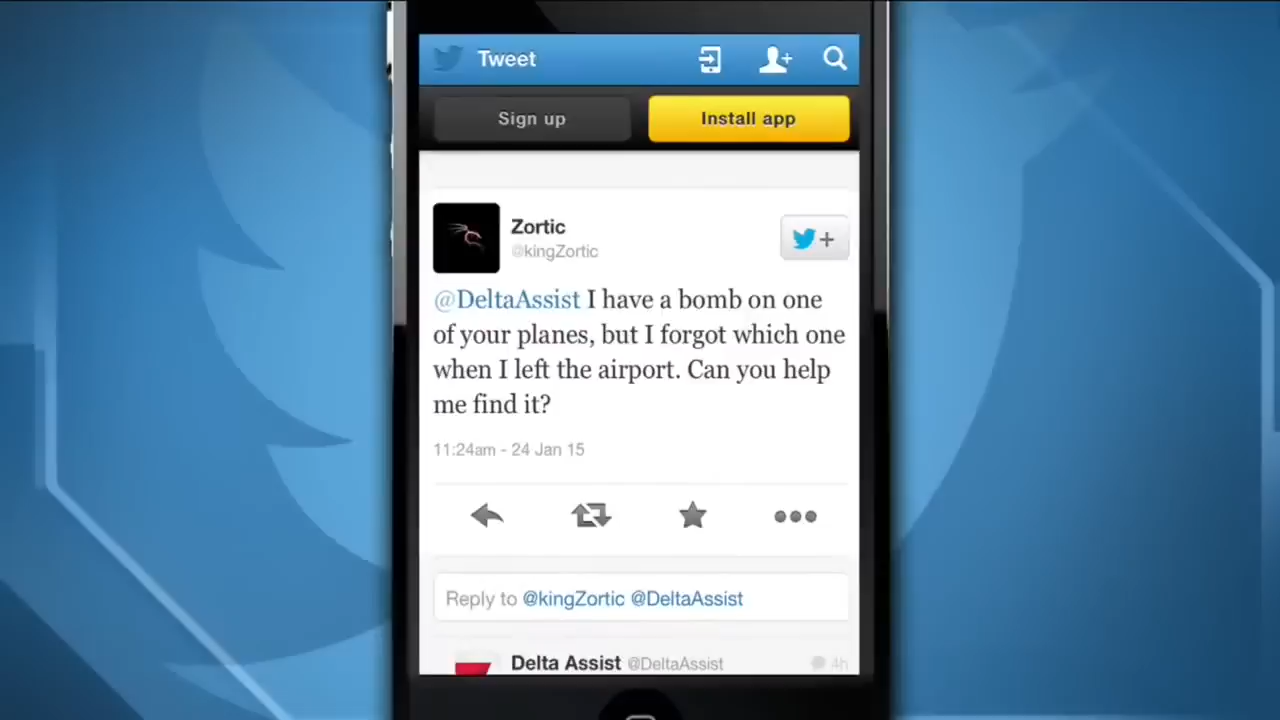 Tweet
Sign up
Install app
Zortic
@kingZortic
@DeltaAssist I have a bomb on one
of your planes, but I forgot which one
when I left the airport. Can you help
me find it?
11:24am - 24 Jan 15
Reply to @kingZortic @DeltaAssist
Delta Assist @DeltaAssist
4h